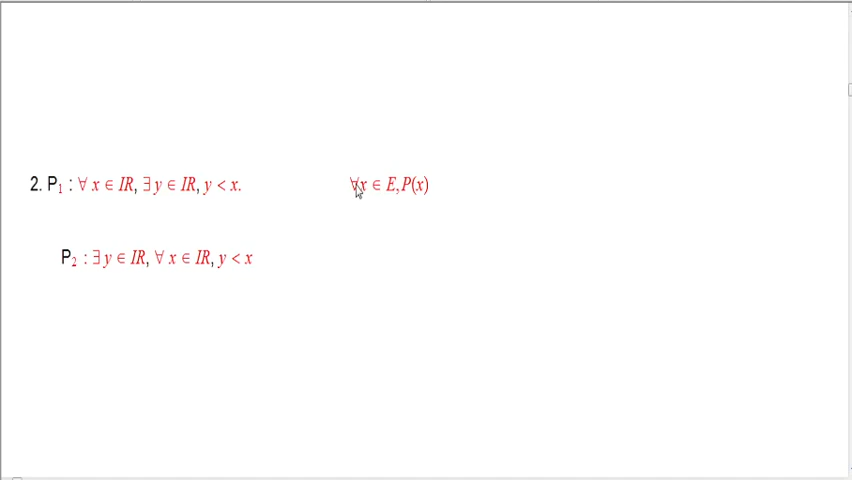 2. P₁ : ∀ x ∈ IR, ∃ y ∈ IR, y < x. ∀x ∈ E, P(x)
P₂ : ∃ y ∈ IR, ∀ x ∈ IR, y < x